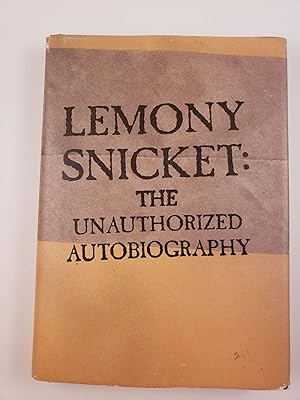 LEMONY
SNICKET:
THE
UNAUTHORIZED
AUTOBIOGRAPHY